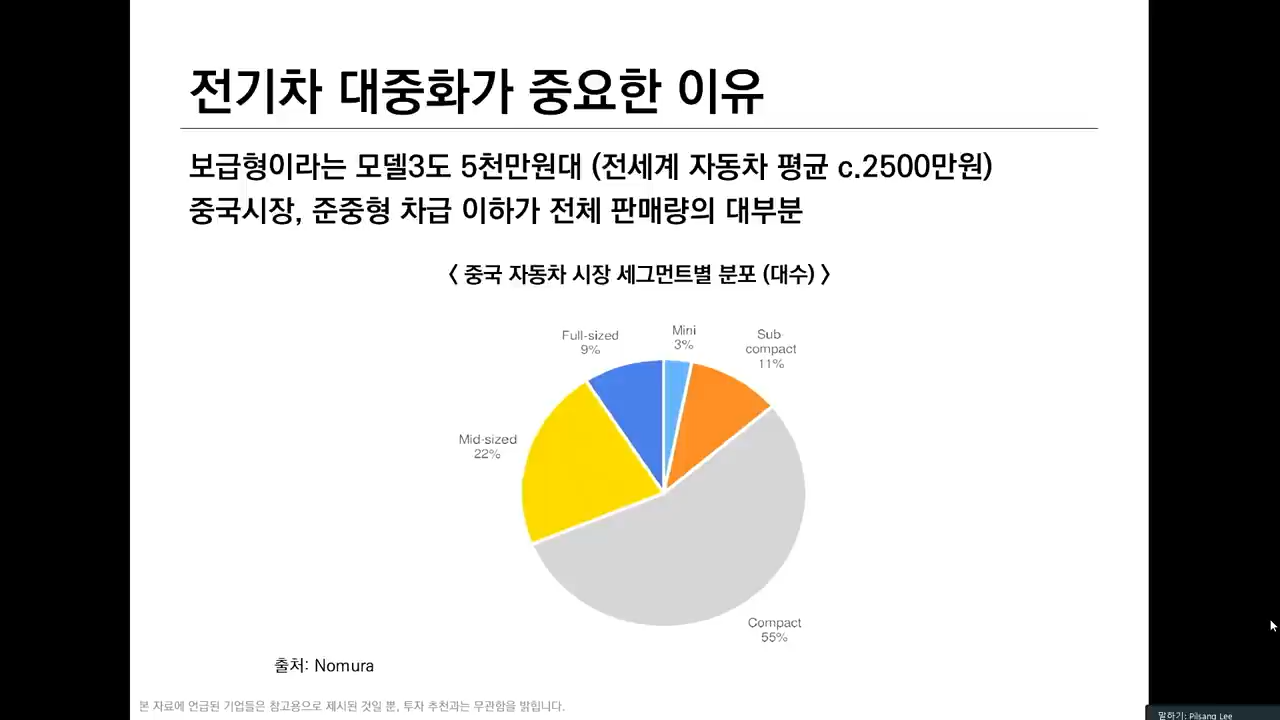 전기차 대중화가 중요한 이유
보급형이라는 모델3도 5천만원대 (전세계 자동차 평균 c.2500만원)
중국시장, 준중형 차급 이하가 전체 판매량의 대부분
< 중국 자동차 시장 세그먼트별 분포 (대수) >
Full-sized
9%
Mini
3%
Sub
compact
11%
Mid-sized
22%
Compact
55%
출처: Nomura
본 자료에 언급된 기업들은 참고용으로 제시된 것일 뿐, 투자 추천과는 무관함을 밝힙니다.
말하기: Pilsang Lee